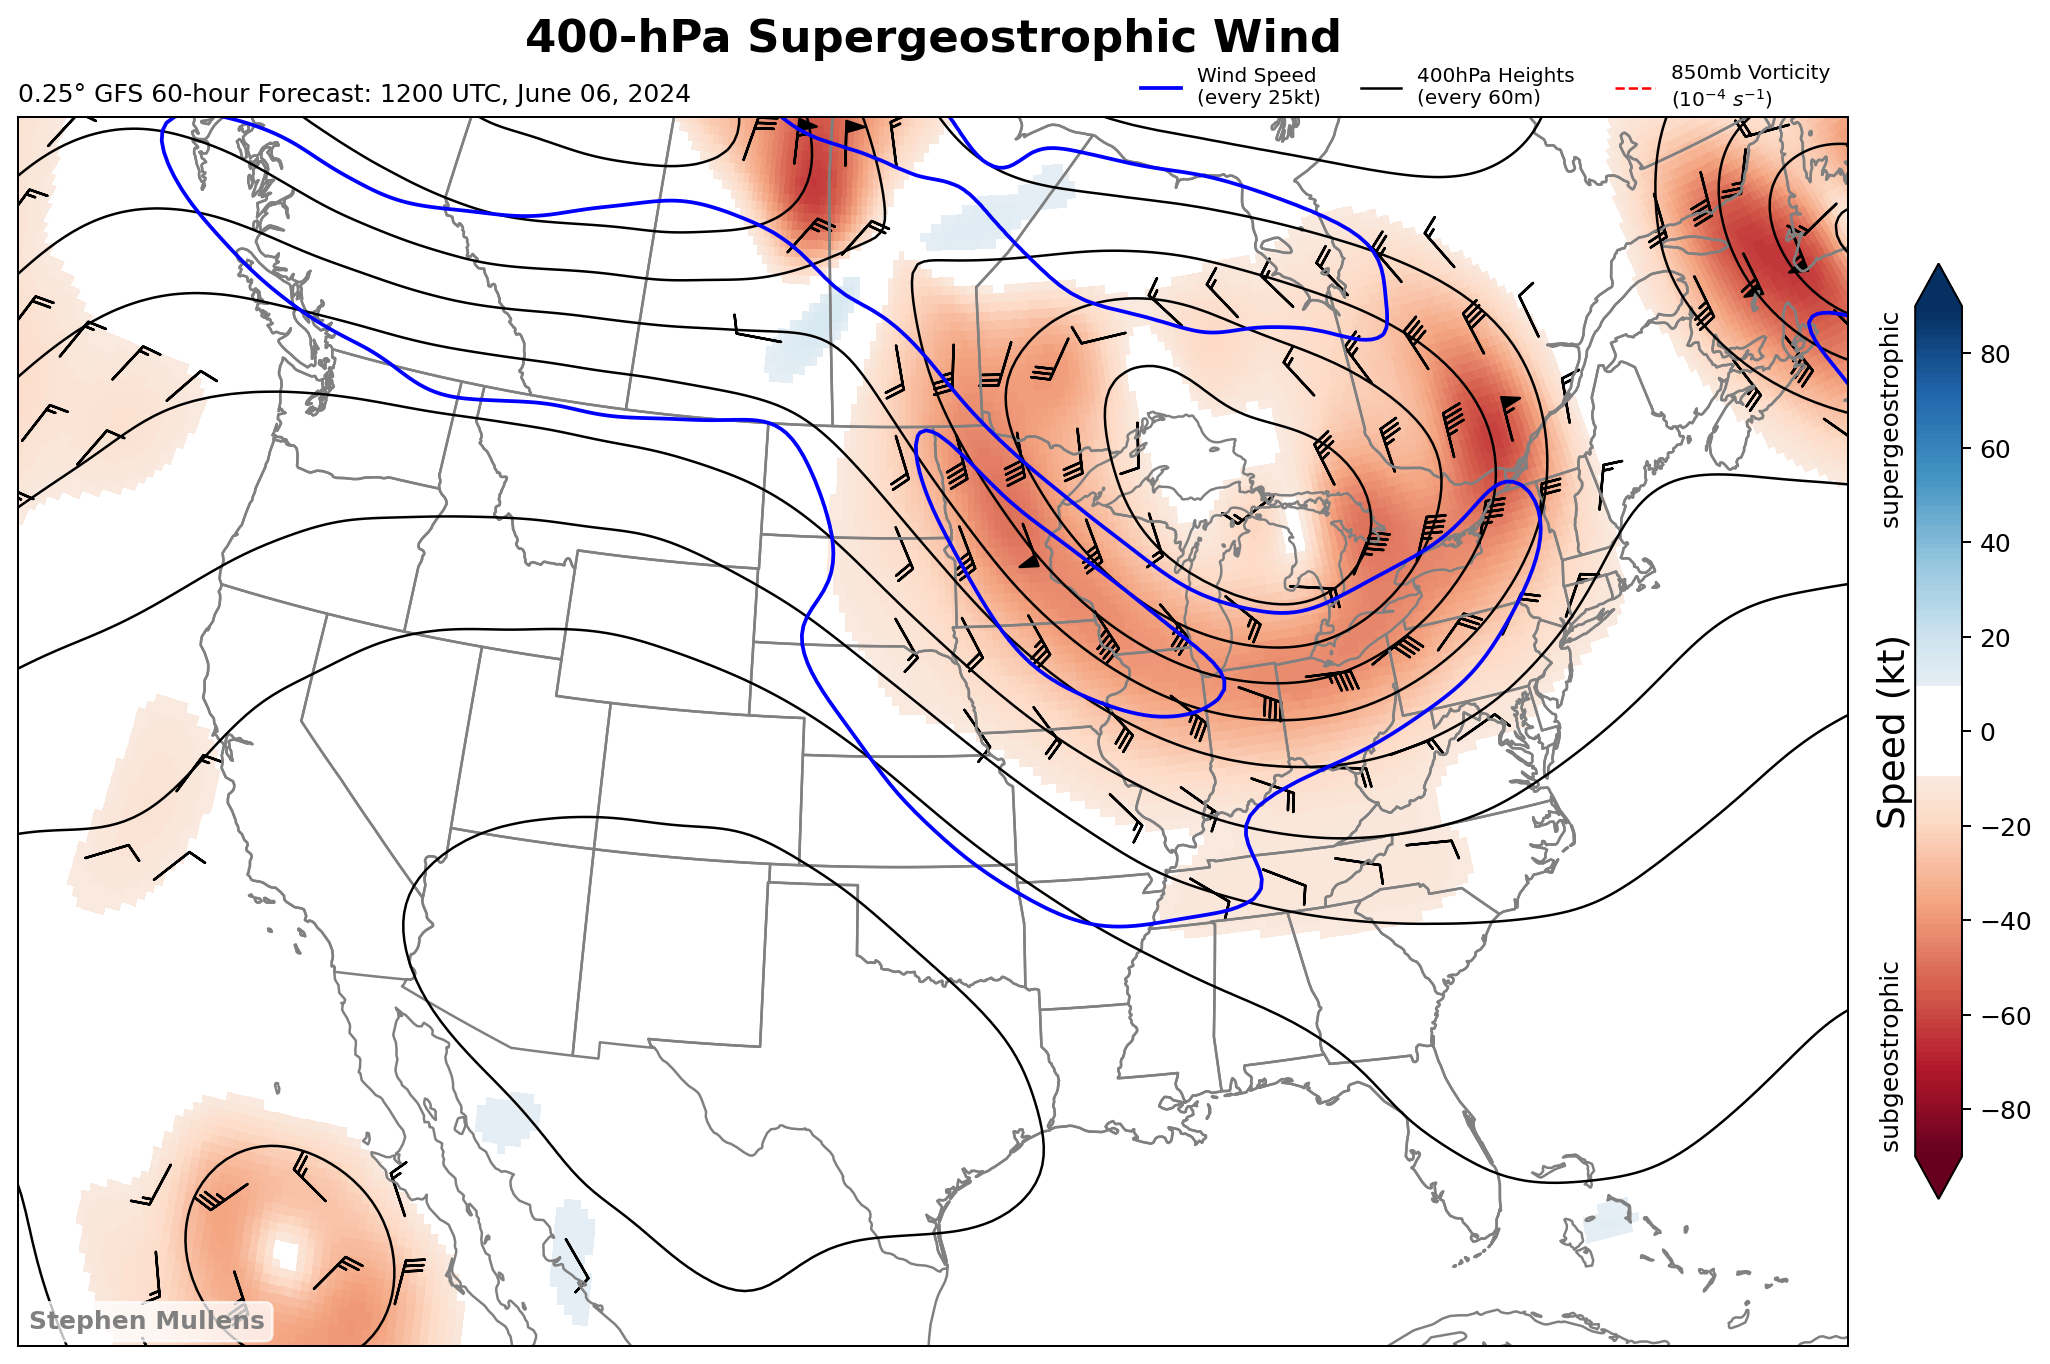 400-hPa Supergeostrophic Wind
0.25° GFS 60-hour Forecast: 1200 UTC, June 06, 2024
Wind Speed
(every 25kt)
400hPa Heights
(every 60m)
850mb Vorticity
(10⁻⁴ s⁻¹)
supergeostrophic
Speed (kt)
subgeostrophic
80
60
40
20
0
−20
−40
−60
−80
Stephen Mullens